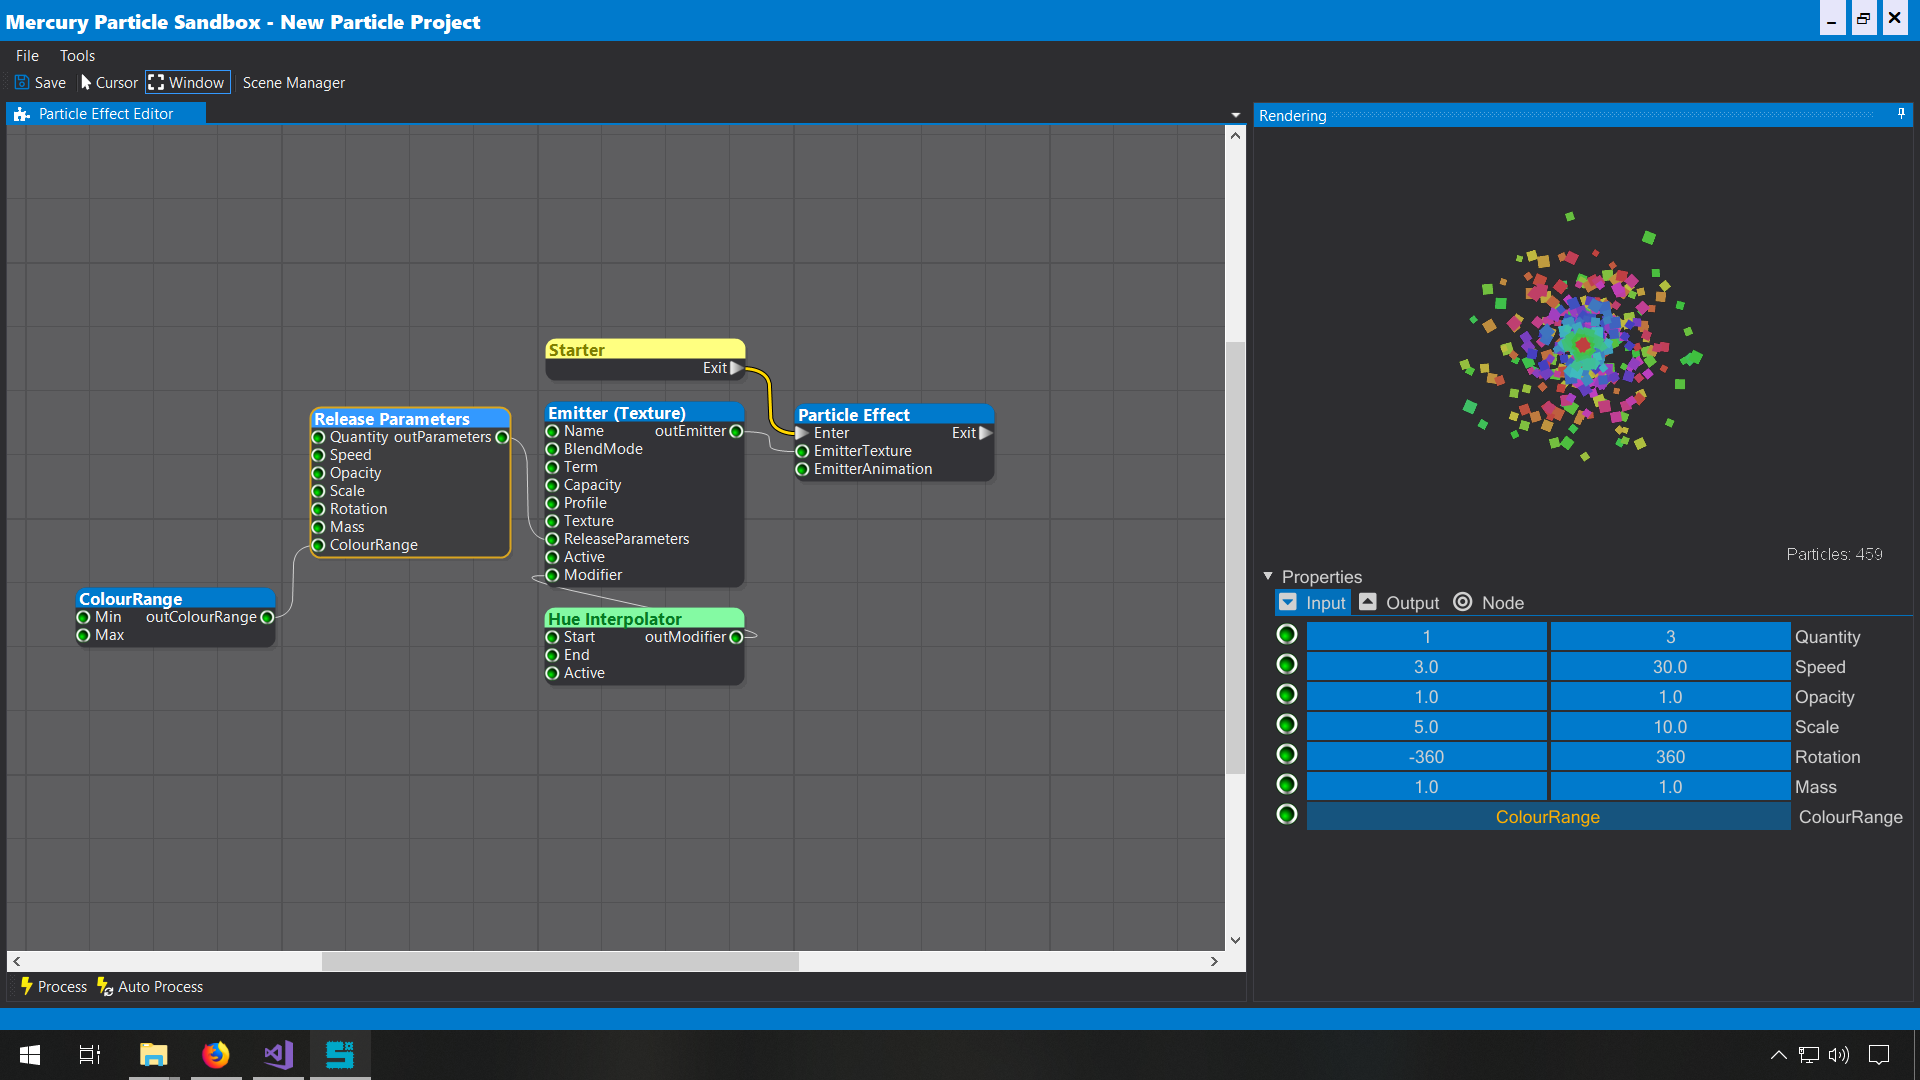 Mercury Particle Sandbox - New Particle Project
File Tools
Save Cursor Window Scene Manager
Particle Effect Editor
Rendering
Starter
Exit
Release Parameters
Quantity outParameters
Speed
Opacity
Scale
Rotation
Mass
ColourRange
Emitter (Texture)
Name outEmitter
BlendMode
Term
Capacity
Profile
Texture
ReleaseParameters
Active
Modifier
Particle Effect
Enter Exit
EmitterTexture
EmitterAnimation
ColourRange
Min outColourRange
Max
Hue Interpolator
Start outModifier
End
Active
Particles: 459
Properties
Input Output Node
1 3 Quantity
3.0 30.0 Speed
1.0 1.0 Opacity
5.0 10.0 Scale
-360 360 Rotation
1.0 1.0 Mass
ColourRange ColourRange
Process Auto Process